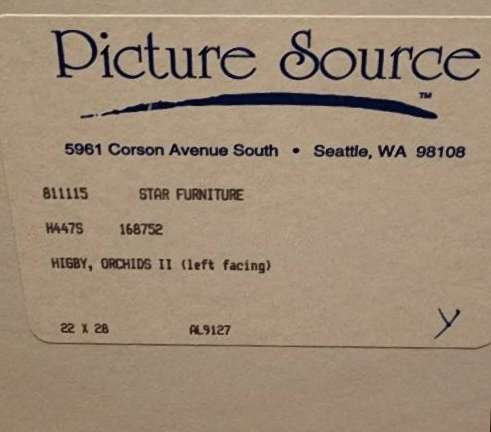 Picture Source
TM
5961 Corson Avenue South • Seattle, WA 98108
811115 STAR FURNITURE
H447S 168752
HIGBY, ORCHIDS II (left facing)
22 X 28 AL9127 Y